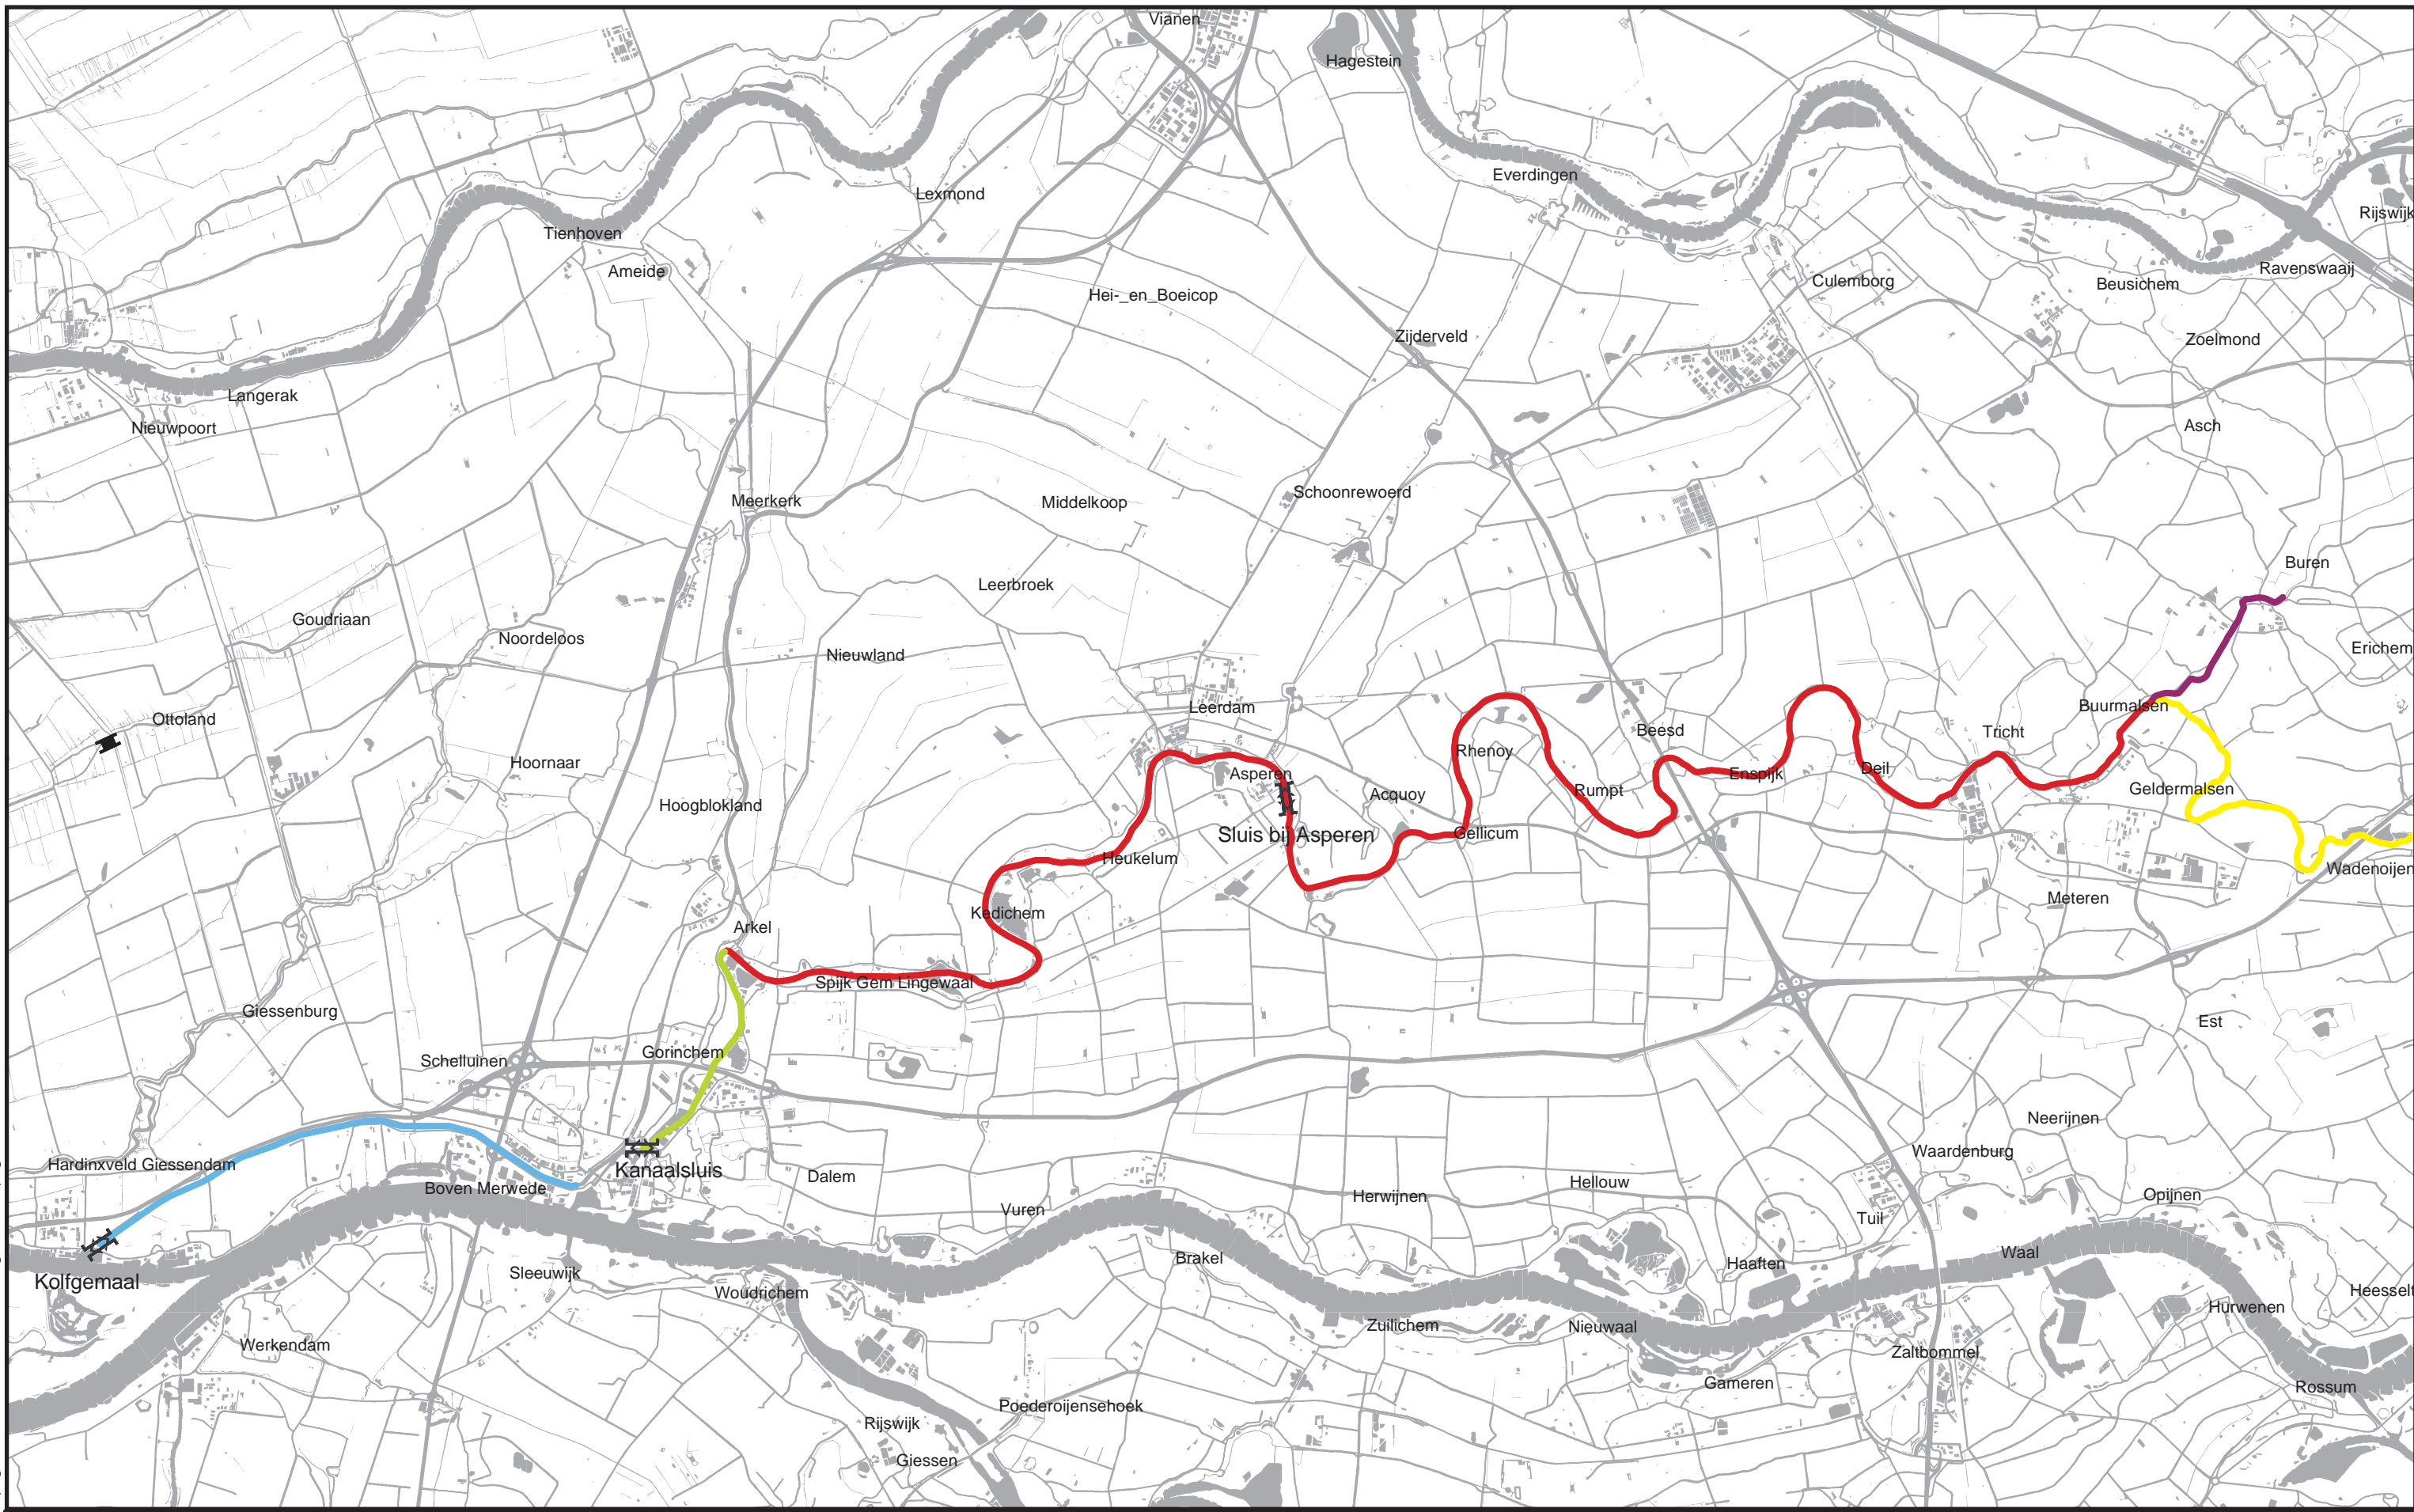 Vianen
Hagestein
Everdingen
Lexmond
Rijswijk
Tienhoven
Ameide
Ravenswaaij
Culemborg
Beusichem
Hei-_en_Boeicop
Zijderveld
Zoelmond
Langerak
Nieuwpoort
Asch
Schoonrewoerd
Meerkerk
Middelkoop
Buren
Leerbroek
Goudriaan
Noordeloos
Erichem
Nieuwland
Leerdam
Buurmalsen
Ottoland
Beesd
Tricht
Rhenoy
Hoornaar
Deil
Asperen
Enspijk
Geldermalsen
Rumpt
Acquoy
Hoogblokland
Gellicum
Sluis bij Asperen
Heukelum
Wadenoijen
Meteren
Kedichem
Arkel
Spijk Gem Lingewaal
Giessenburg
Est
Gorinchem
Schelluinen
Neerijnen
Waardenburg
Hardinxveld Giessendam
Kanaalsluis
Dalem
Hellouw
Boven Merwede
Herwijnen
Opijnen
Vuren
Tuil
Waal
Brakel
Haaften
Sleeuwijk
Kolfgemaal
Woudrichem
Heesselt
Hurwenen
Zuilichem
Nieuwaal
Werkendam
Zaltbommel
Gameren
Rossum
Poederoijensehoek
Rijswijk
Giessen